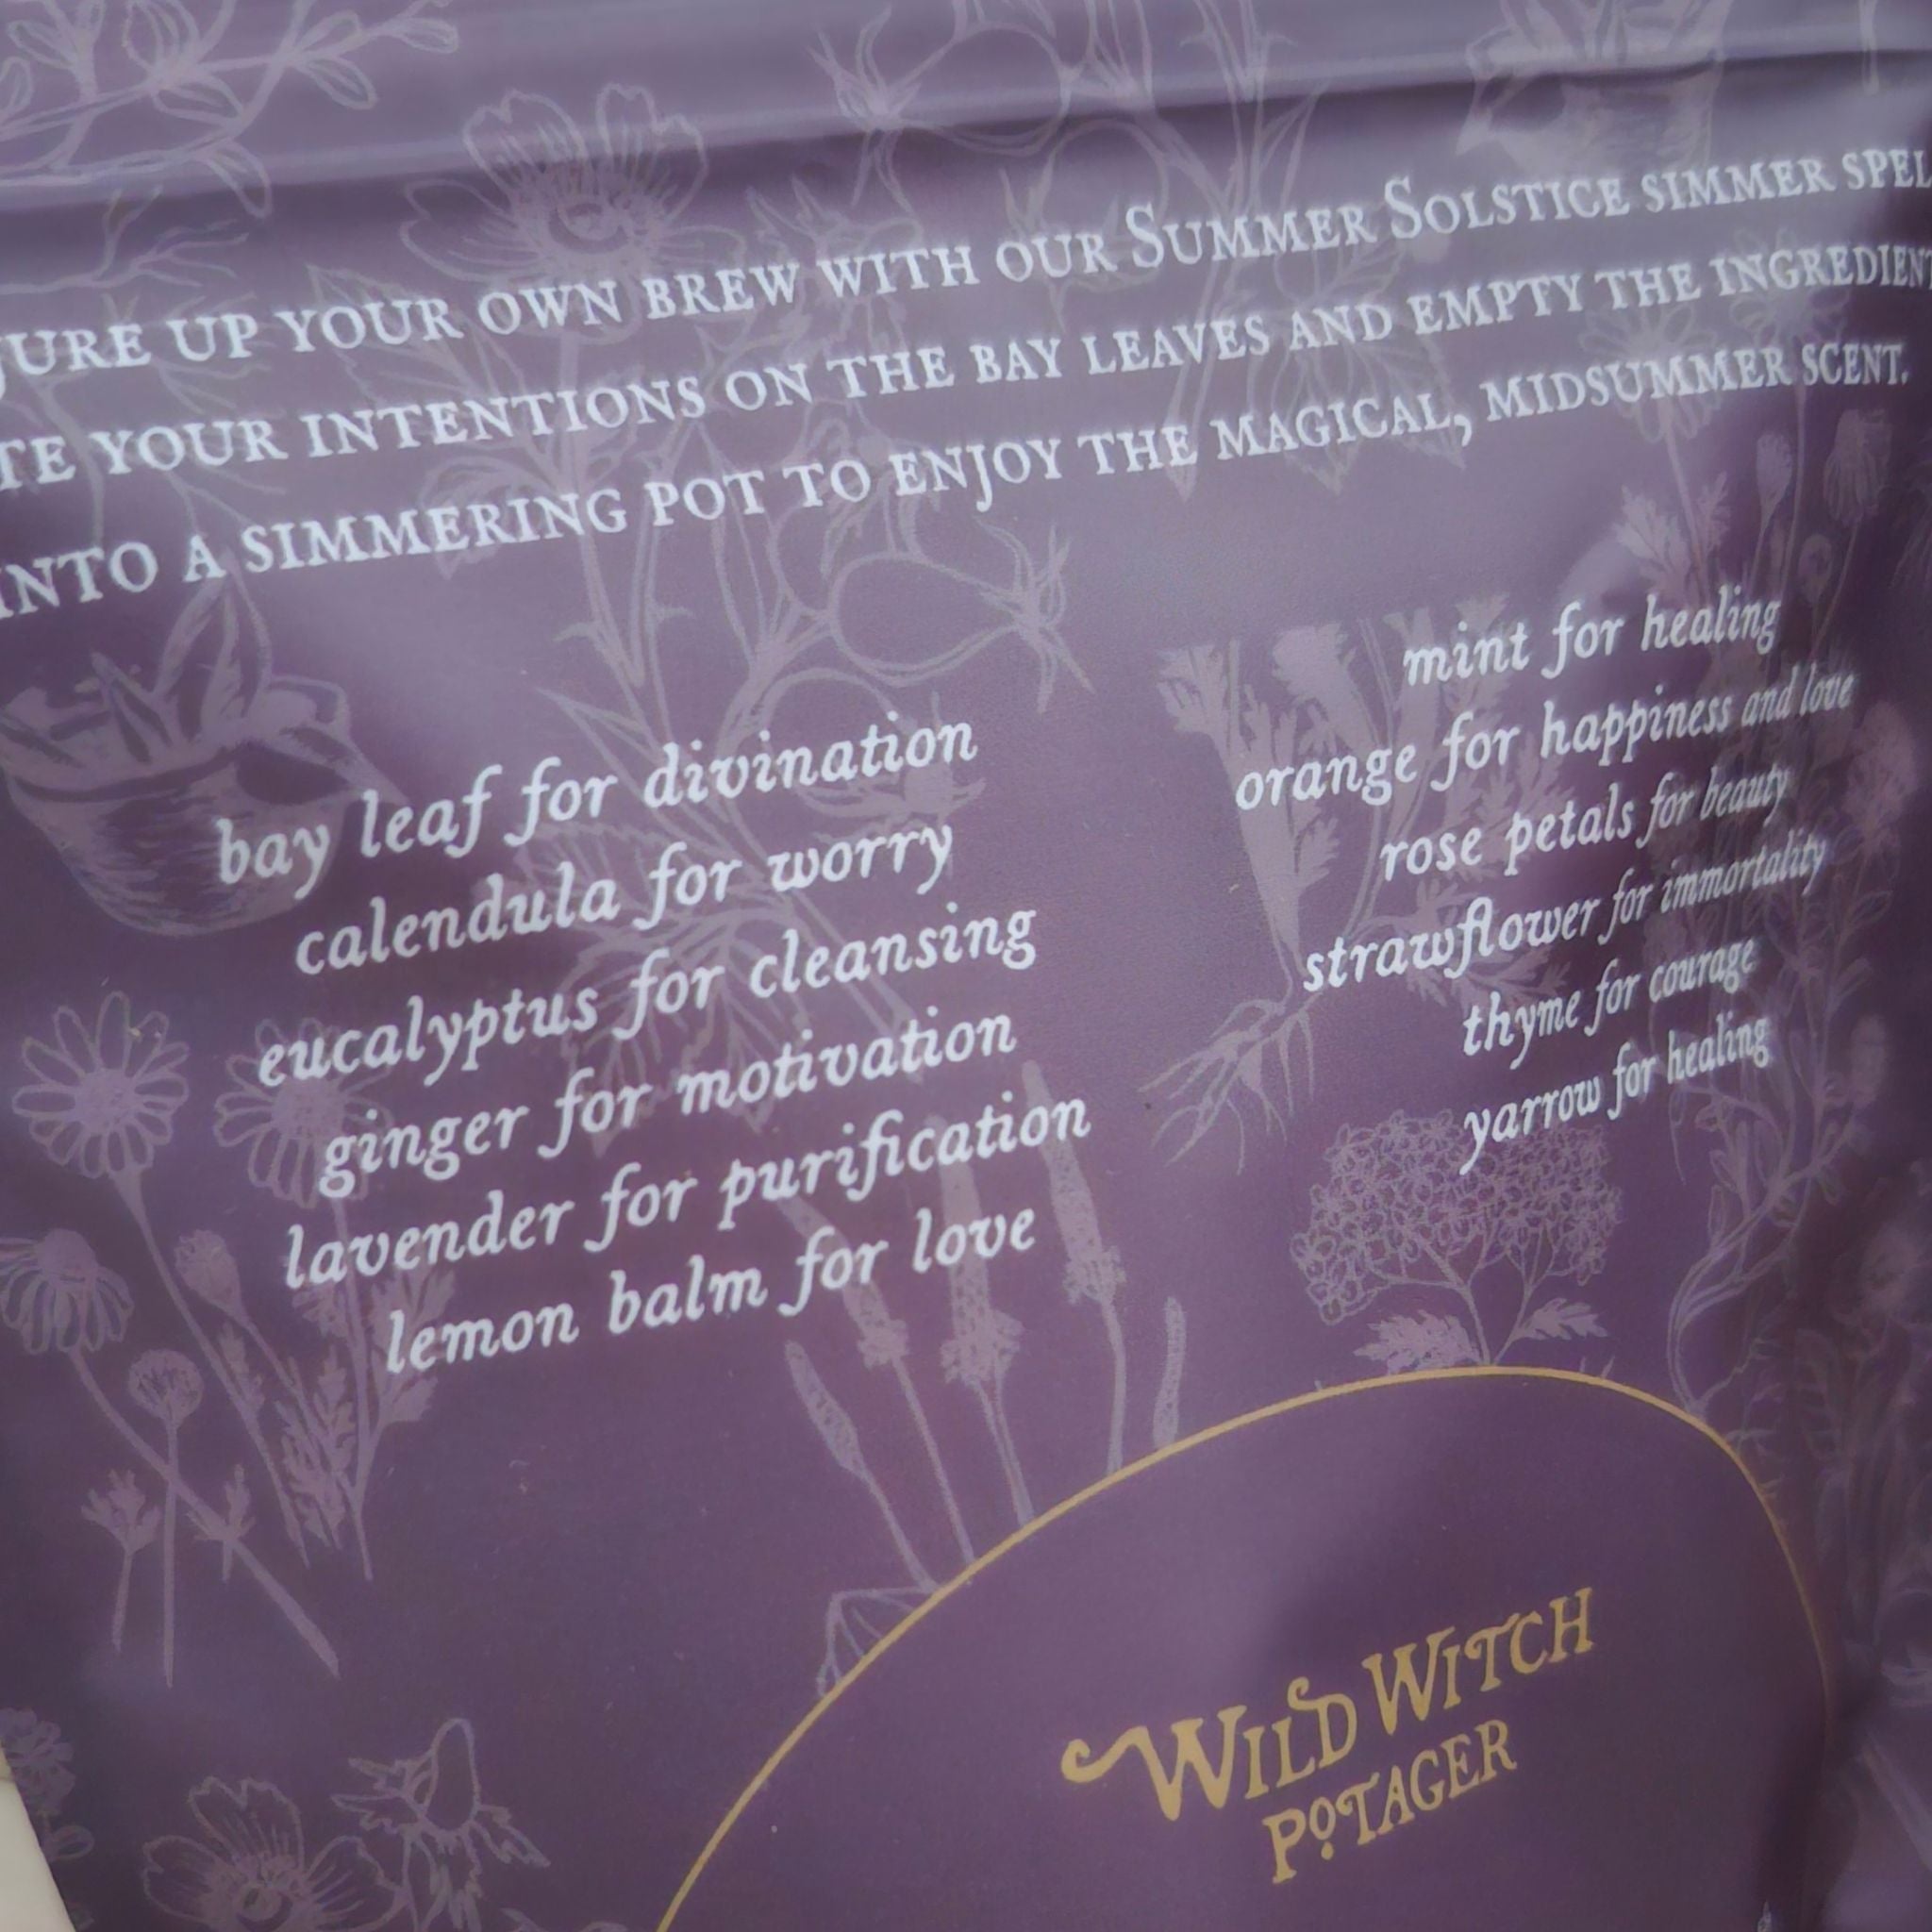 JURE UP YOUR OWN BREW WITH OUR SUMMER SOLSTICE SIMMER SPEL
TE YOUR INTENTIONS ON THE BAY LEAVES AND EMPTY THE INGREDIENT
INTO A SIMMERING POT TO ENJOY THE MAGICAL, MIDSUMMER SCENT.
bay leaf for divination
calendula for worry
eucalyptus for cleansing
ginger for motivation
lavender for purification
lemon balm for love
mint for healing
orange for happiness and love
rose petals for beauty
strawflower for immortality
thyme for courage
yarrow for healing
WILD WITCH
POTAGER